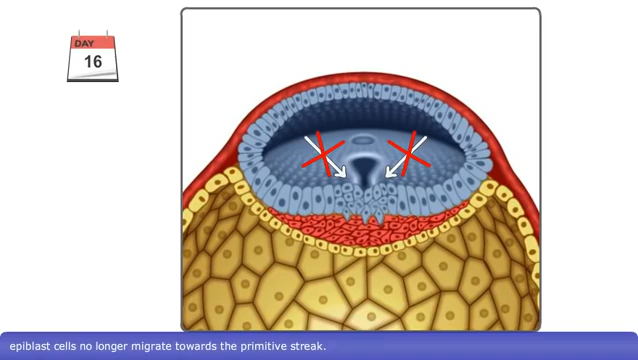 DAY
16
epiblast cells no longer migrate towards the primitive streak.